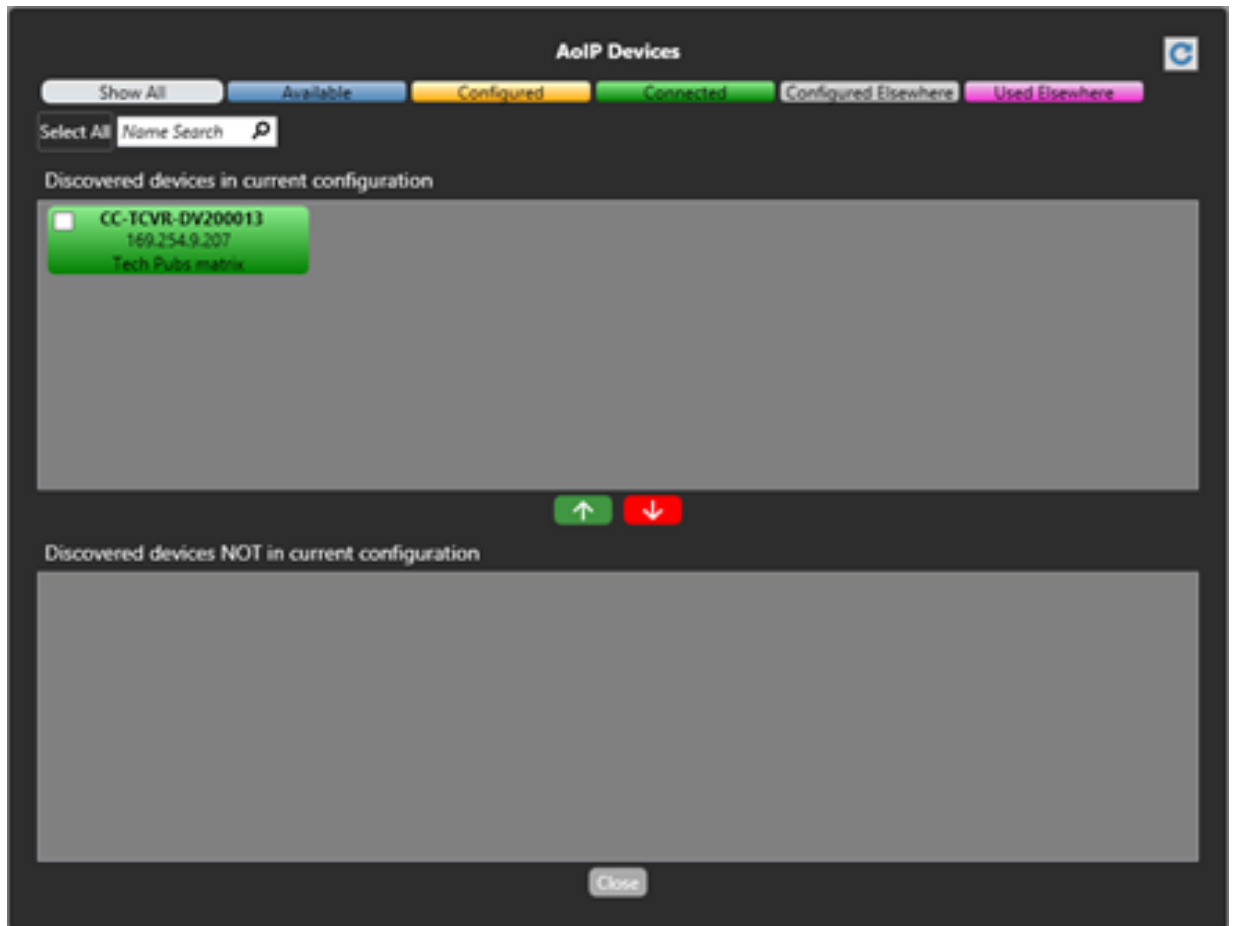 AoIP Devices
Show All Available Configured Connected Configured Elsewhere Used Elsewhere
Select All Name Search
Discovered devices in current configuration
CC-TCVR-DV200013
169.254.9.207
Tech Pubs matrix
Discovered devices NOT in current configuration
Close